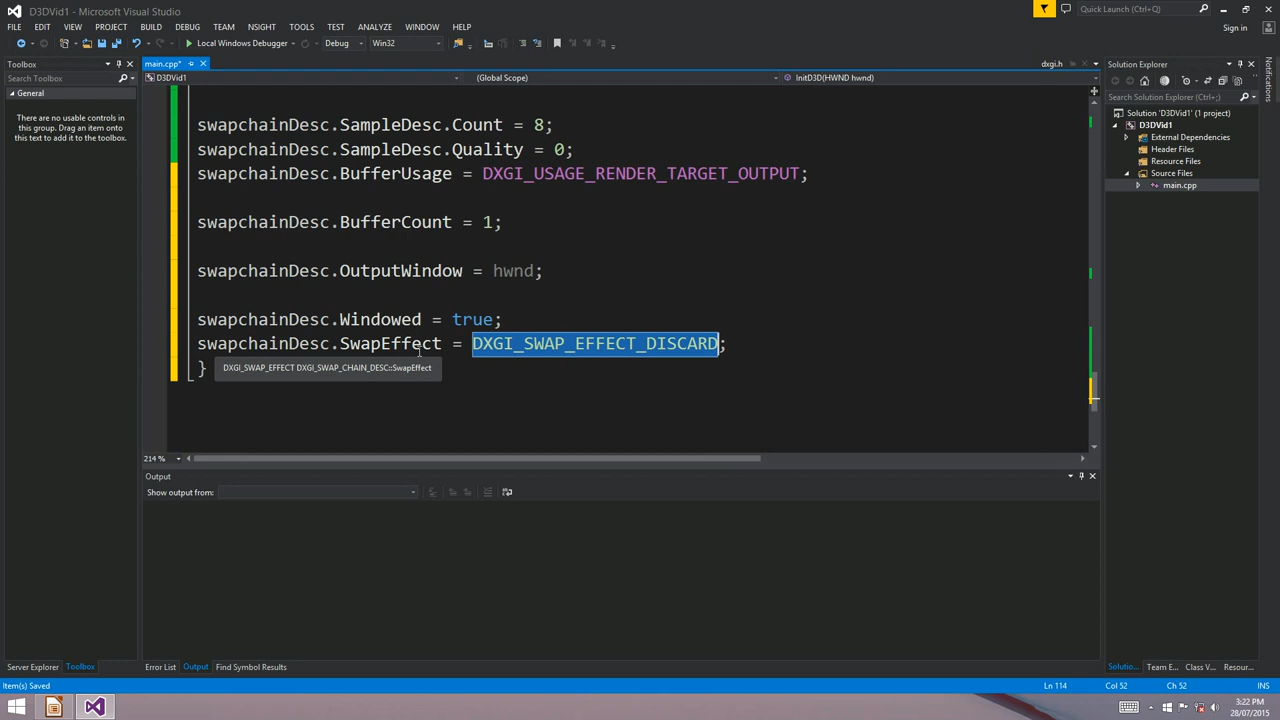 D3DVid1 - Microsoft Visual Studio
Quick Launch (Ctrl+Q)
FILE EDIT VIEW PROJECT BUILD DEBUG TEAM NSIGHT TOOLS TEST ANALYZE WINDOW HELP
Sign in
Local Windows Debugger Debug Win32
Toolbox
main.cpp*
dxgi.h
Solution Explorer
Search Toolbox
D3DVid1
(Global Scope)
InitD3D(HWND hwnd)
General
There are no usable controls in
this group. Drag an item onto
this text to add it to the toolbox.
swapchainDesc.SampleDesc.Count = 8;
swapchainDesc.SampleDesc.Quality = 0;
swapchainDesc.BufferUsage = DXGI_USAGE_RENDER_TARGET_OUTPUT;
swapchainDesc.BufferCount = 1;
swapchainDesc.OutputWindow = hwnd;
swapchainDesc.Windowed = true;
swapchainDesc.SwapEffect = DXGI_SWAP_EFFECT_DISCARD;
}
DXGI_SWAP_EFFECT DXGI_SWAP_CHAIN_DESC::SwapEffect
214 %
Search Solution Explorer (Ctrl+;)
Solution 'D3DVid1' (1 project)
D3DVid1
External Dependencies
Header Files
Resource Files
Source Files
main.cpp
Notifications
Output
Show output from:
Server Explorer Toolbox
Error List Output Find Symbol Results
Solutio... Team E... Class V... Resour...
Item(s) Saved
Ln 114 Col 52 Ch 52 INS
3:22 PM
28/07/2015